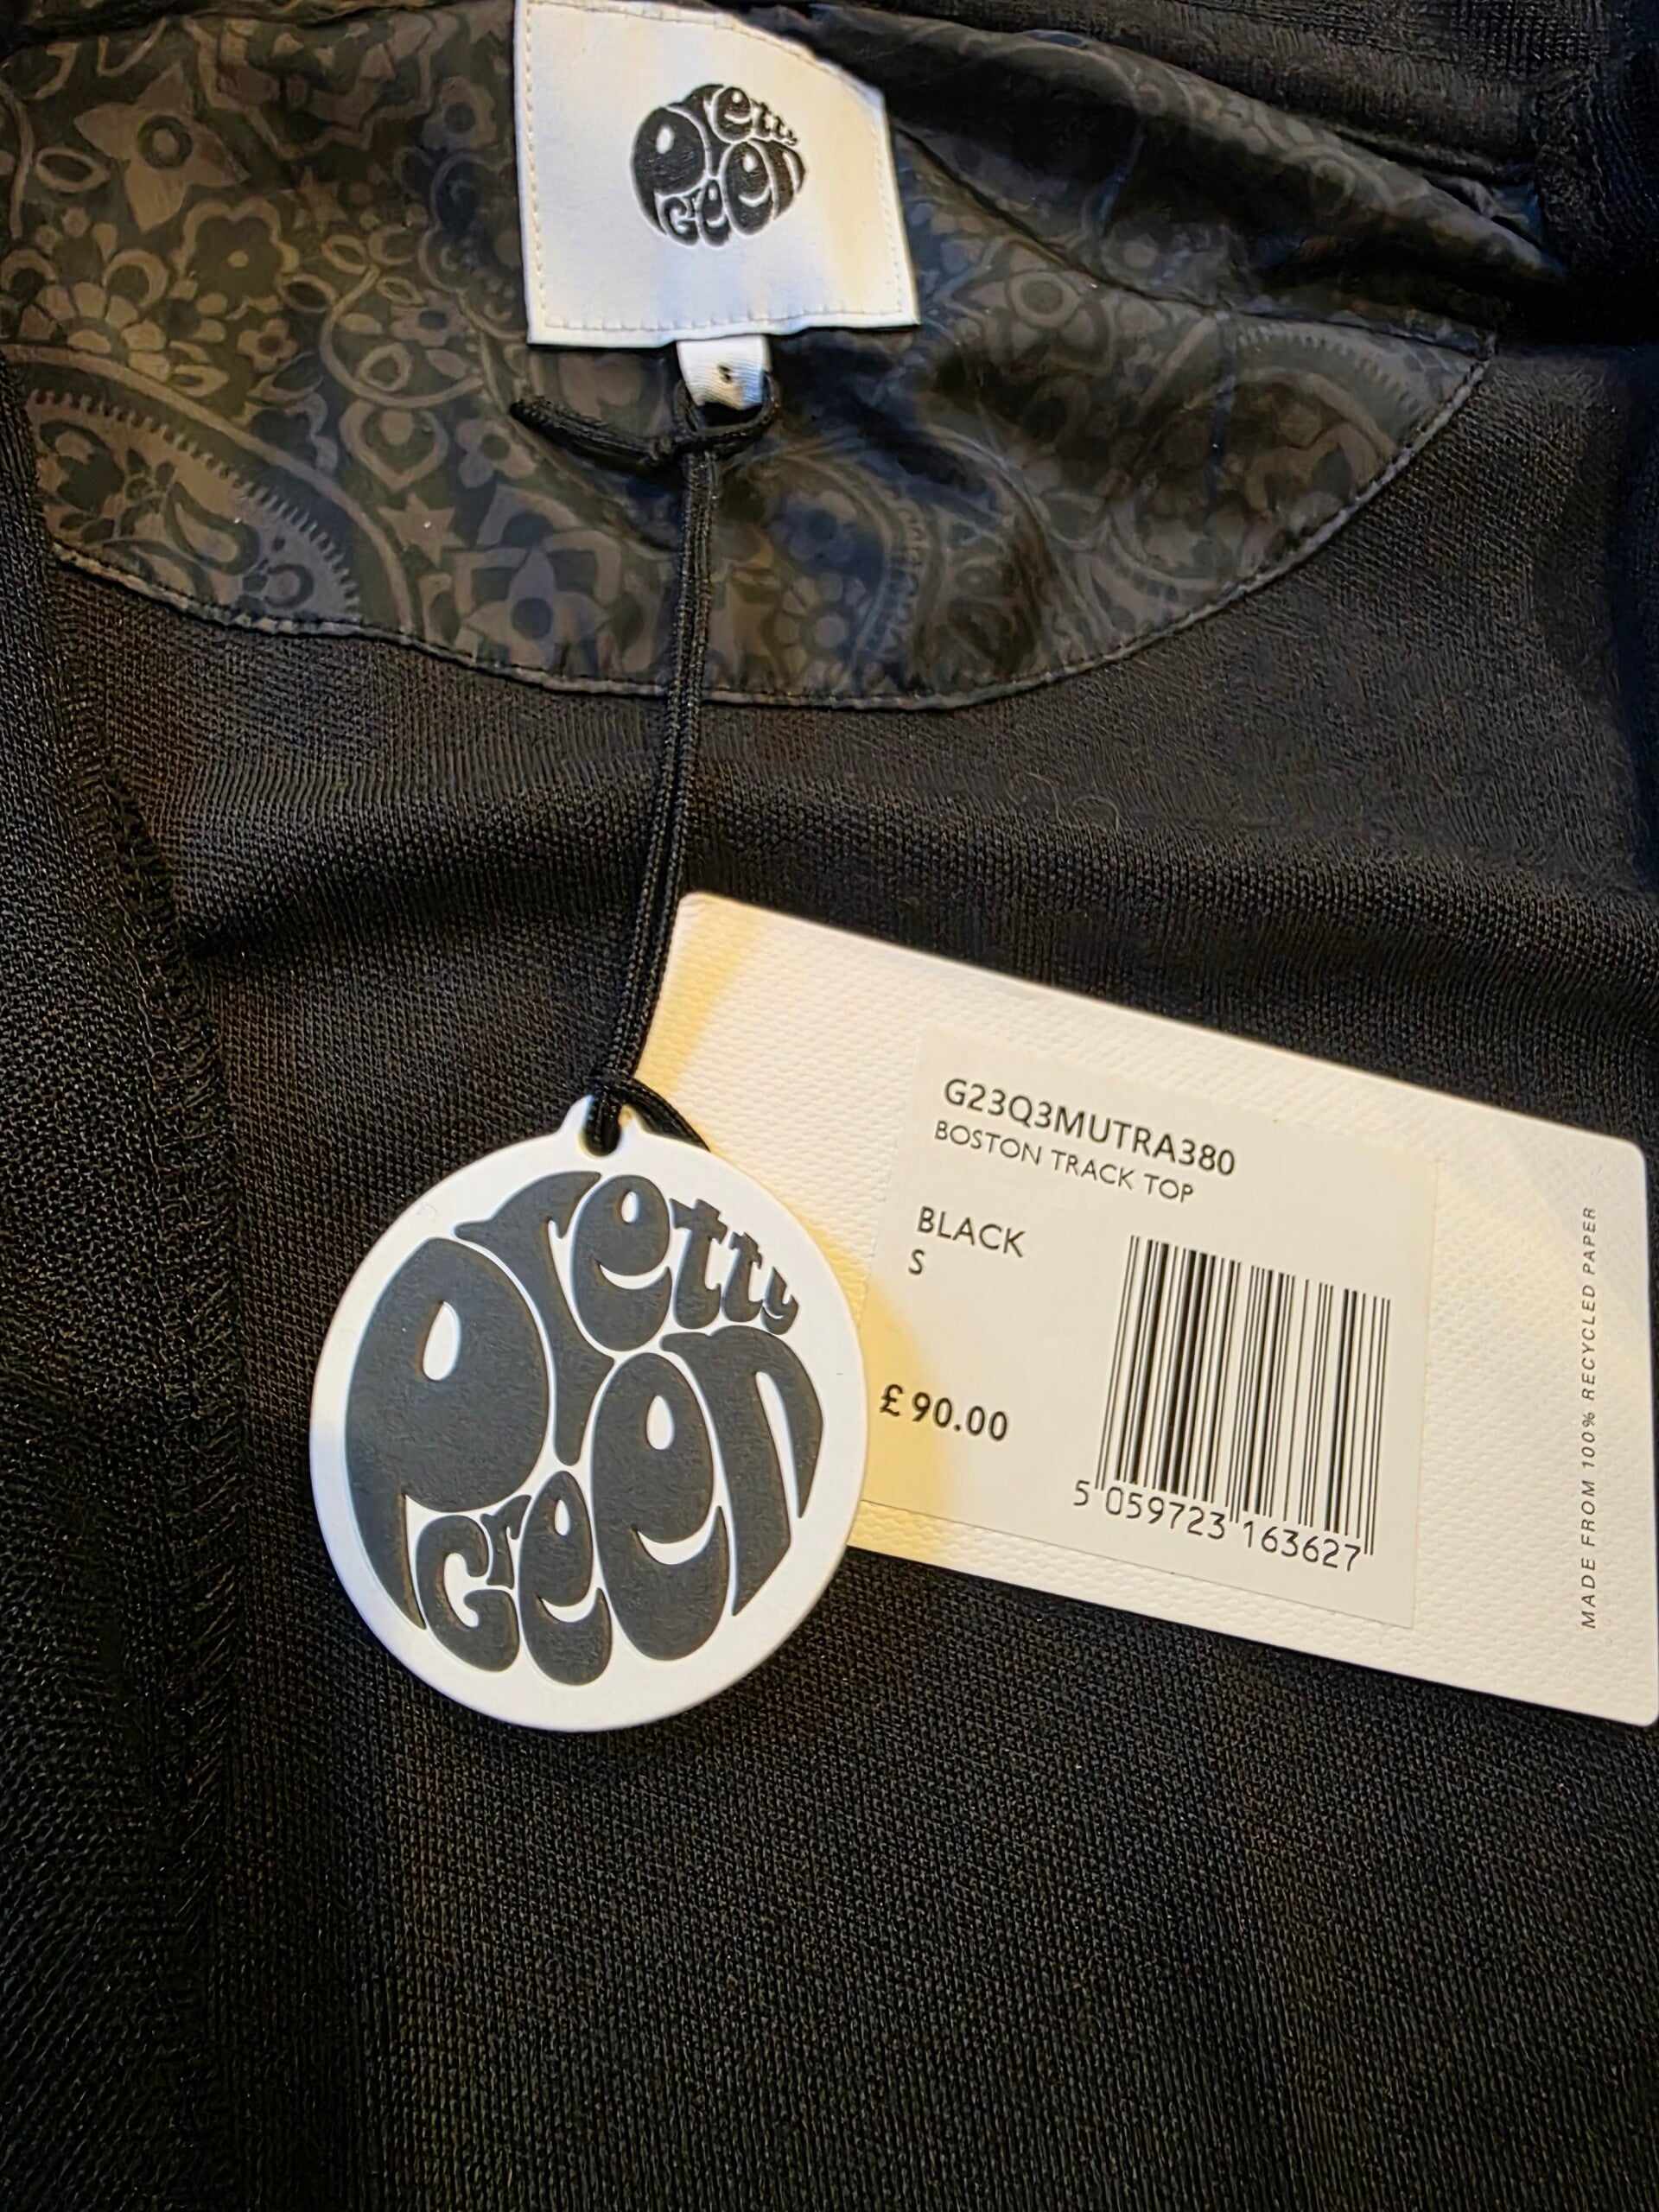 Pretty
Green
S
Pretty
Green
G23Q3MUTRA380
BOSTON TRACK TOP
BLACK
S
£ 90.00
5 059723 163627
MADE FROM 100% RECYCLED PAPER